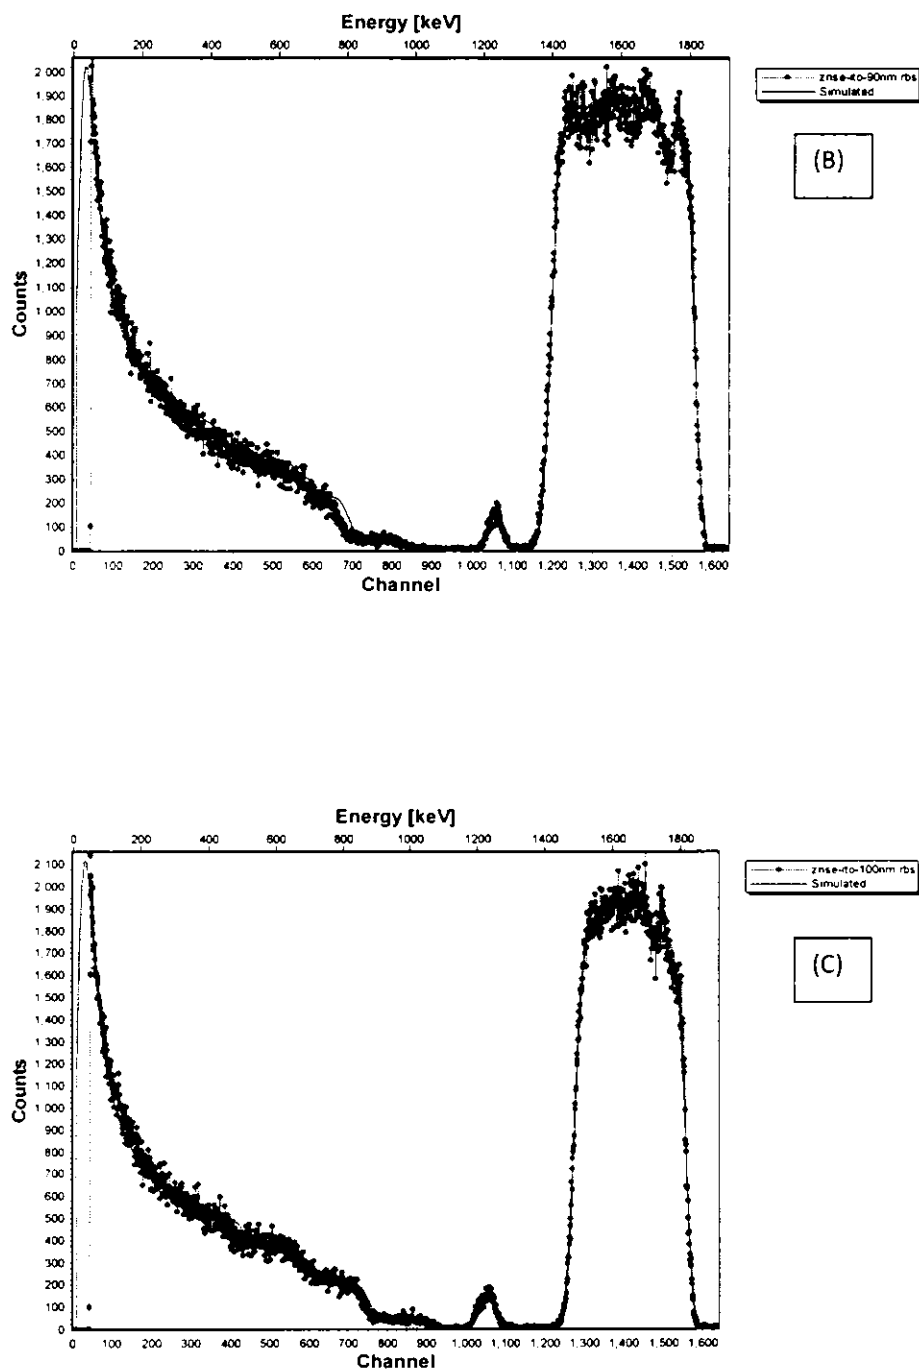 Energy [keV]
0 200 400 600 800 1000 1200 1400 1600 1800
znse-ito-90nm rbs
Simulated
(B)
Counts
2 000
1,900
1,800
1,700
1,600
1,500
1,400
1,300
1,200
1,100
1,000
900
800
700
600
500
400
300
200
100
0
0 100 200 300 400 500 600 700 800 900 1 000 1,100 1,200 1,300 1,400 1,500 1,600
Channel
Energy [keV]
0 200 400 600 800 1000 1200 1400 1600 1800
znse-ito-100nm rbs
Simulated
(C)
Counts
2 100
2 000
1 900
1,800
1,700
1,600
1,500
1,400
1,300
1 200
1,100
1 000
900
800
700
600
500
400
300
200
100
0
0 100 200 300 400 500 600 700 800 900 1,000 1,100 1,200 1,300 1,400 1,500 1,600
Channel